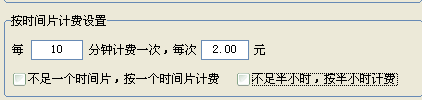 按时间片计费设置
每 10 分钟计费一次，每次 2.00 元
不足一个时间片，按一个时间片计费 不足半小时，按半小时计费